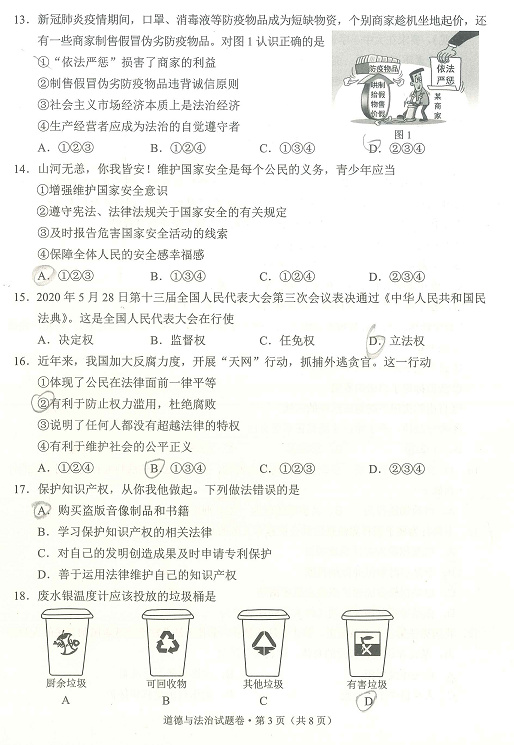 13. 新冠肺炎疫情期间，口罩、消毒液等防疫物品成为短缺物资，个别商家趁机坐地起价，还
有一些商家制售假冒伪劣防疫物品。对图1认识正确的是
①“依法严惩”损害了商家的利益
②制售假冒伪劣防疫物品违背诚信原则
③社会主义市场经济本质上是法治经济
④生产经营者应成为法治的自觉遵守者
防疫物品
哄制
抬假
物售
价假
依法
严惩
某
商
家
图1
A. ①②③ B. ①②④ C. ①③④ D. ②③④
14. 山河无恙，你我皆安！维护国家安全是每个公民的义务，青少年应当
①增强维护国家安全意识
②遵守宪法、法律法规关于国家安全的有关规定
③及时报告危害国家安全活动的线索
④保障全体人民的安全感幸福感
A. ①②③ B. ①③④ C. ①②④ D. ②③④
15. 2020年5月28日第十三届全国人民代表大会第三次会议表决通过《中华人民共和国民
法典》。这是全国人民代表大会在行使
A. 决定权 B. 监督权 C. 任免权 D. 立法权
16. 近年来，我国加大反腐力度，开展“天网”行动，抓捕外逃贪官。这一行动
①体现了公民在法律面前一律平等
②有利于防止权力滥用，杜绝腐败
③说明了任何人都没有超越法律的特权
④有利于维护社会的公平正义
A. ①②④ B. ①③④ C. ①②③ D. ②③④
17. 保护知识产权，从你我他做起。下列做法错误的是
A. 购买盗版音像制品和书籍
B. 学习保护知识产权的相关法律
C. 对自己的发明创造成果及时申请专利保护
D. 善于运用法律维护自己的知识产权
18. 废水银温度计应该投放的垃圾桶是
厨余垃圾 可回收物 其他垃圾 有害垃圾
A B C D
道德与法治试题卷·第3页（共8页）